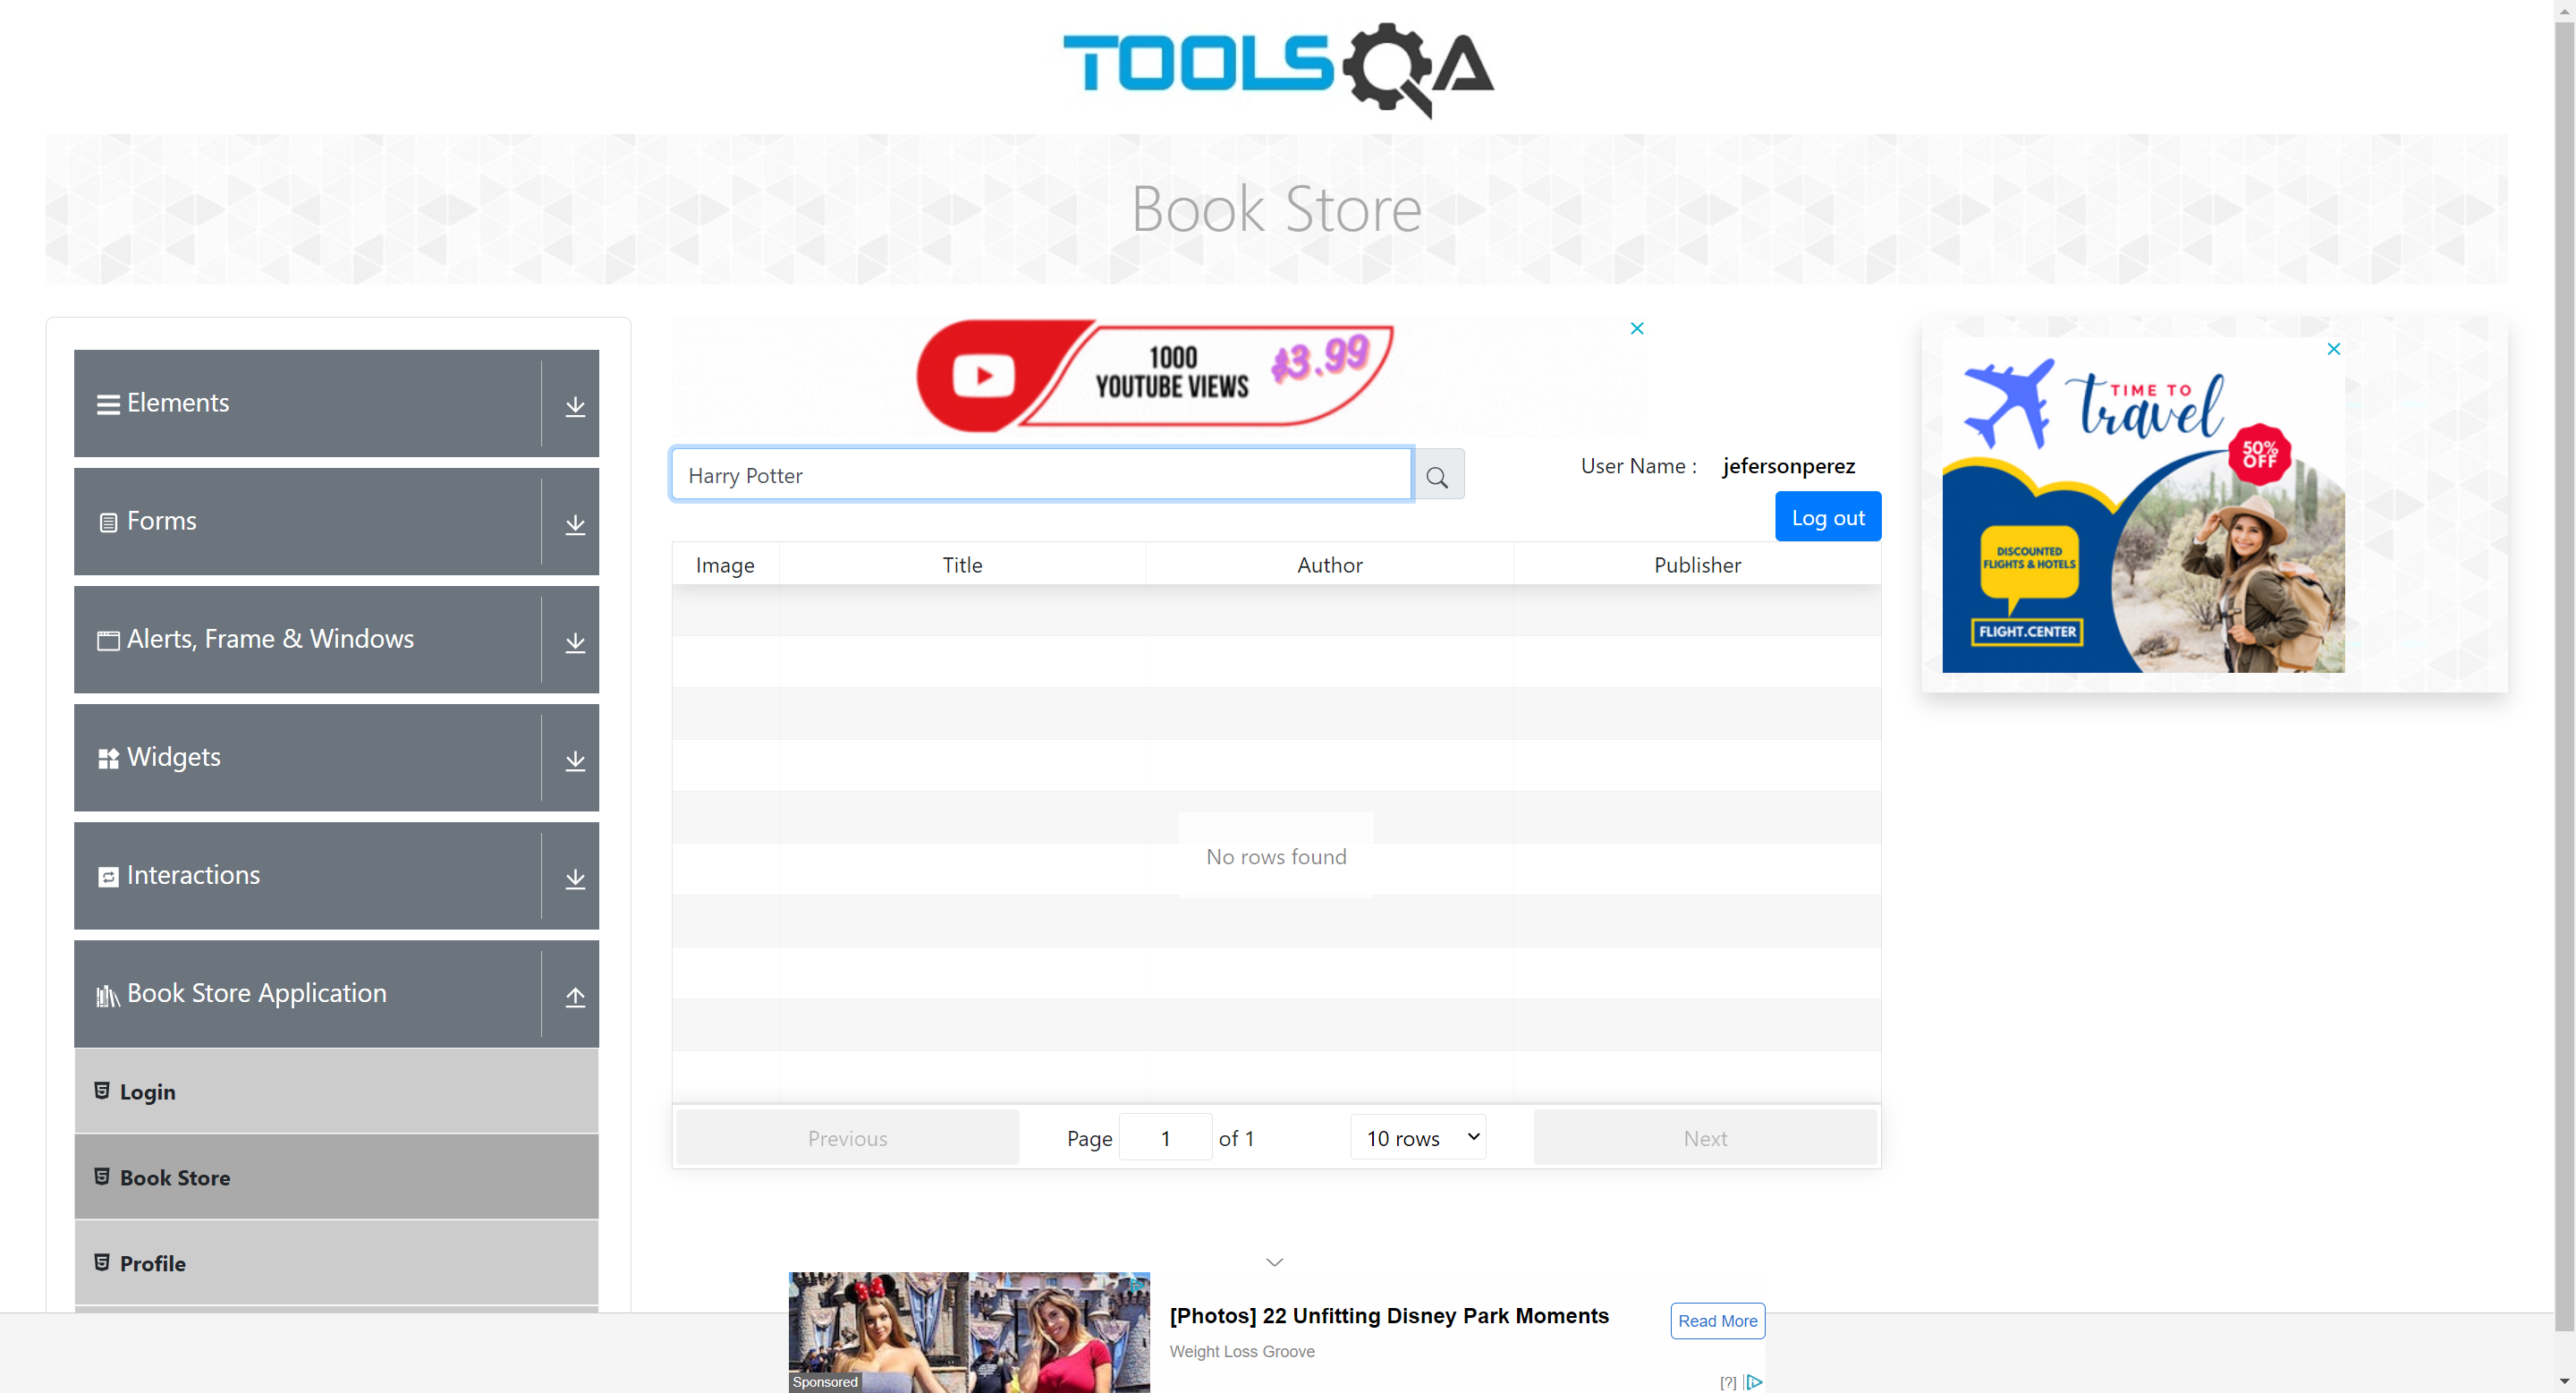 TOOLSQA
Book Store
Elements
Forms
Alerts, Frame & Windows
Widgets
Interactions
Book Store Application
Login
Book Store
Profile
1000
YOUTUBE VIEWS
$3.99
Harry Potter
User Name : jefersonperez
Log out
Image Title Author Publisher
No rows found
Previous Page 1 of 1 10 rows Next
TIME TO
travel
50%
OFF
DISCOUNTED
FLIGHTS & HOTELS
FLIGHT.CENTER
[Photos] 22 Unfitting Disney Park Moments
Weight Loss Groove
Read More
Sponsored
[?]